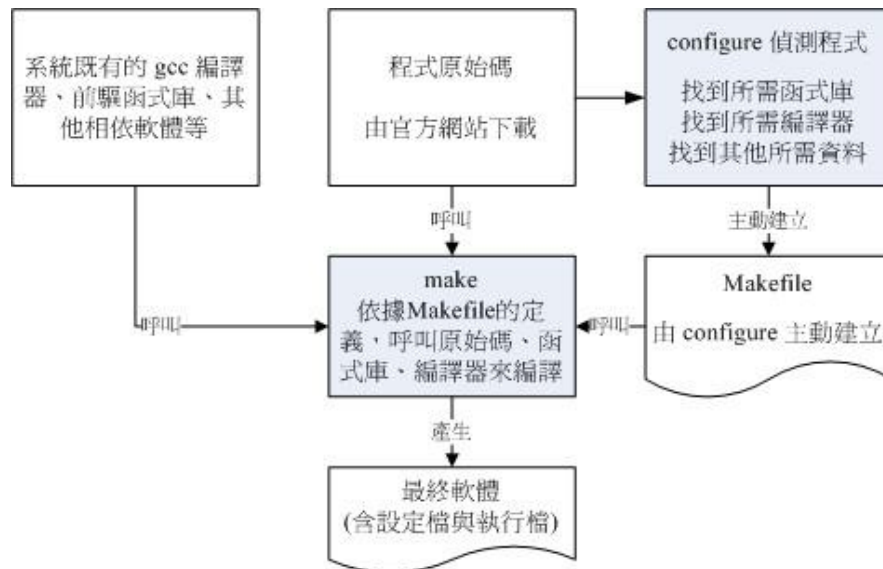 系統既有的 gcc 編譯
器、前驅函式庫、其
他相依軟體等
程式原始碼
由官方網站下載
configure 偵測程式
找到所需函式庫
找到所需編譯器
找到其他所需資料
呼叫
主動建立
make
依據Makefile的定
義，呼叫原始碼、函
式庫、編譯器來編譯
呼叫
呼叫
Makefile
由 configure 主動建立
產生
最終軟體
(含設定檔與執行檔)